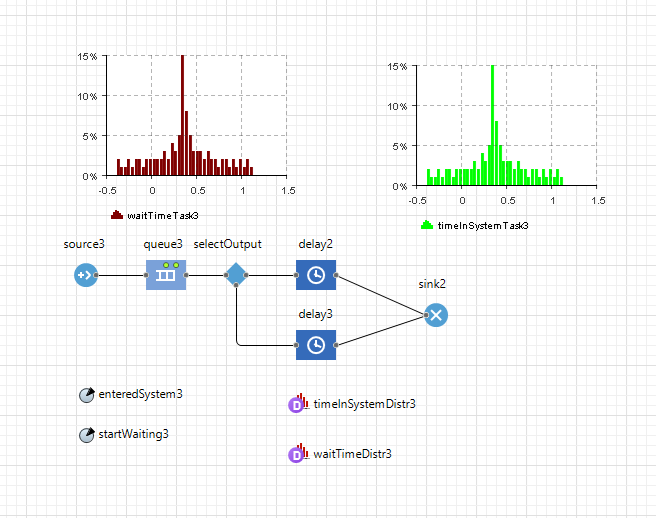 15%
10%
5%
0%
-0.5 0 0.5 1 1.5
waitTimeTask3
15%
10%
5%
0%
-0.5 0 0.5 1 1.5
timeInSystemTask3
source3 queue3 selectOutput delay2
sink2
delay3
enteredSystem3
D timeInSystemDistr3
startWaiting3
D waitTimeDistr3